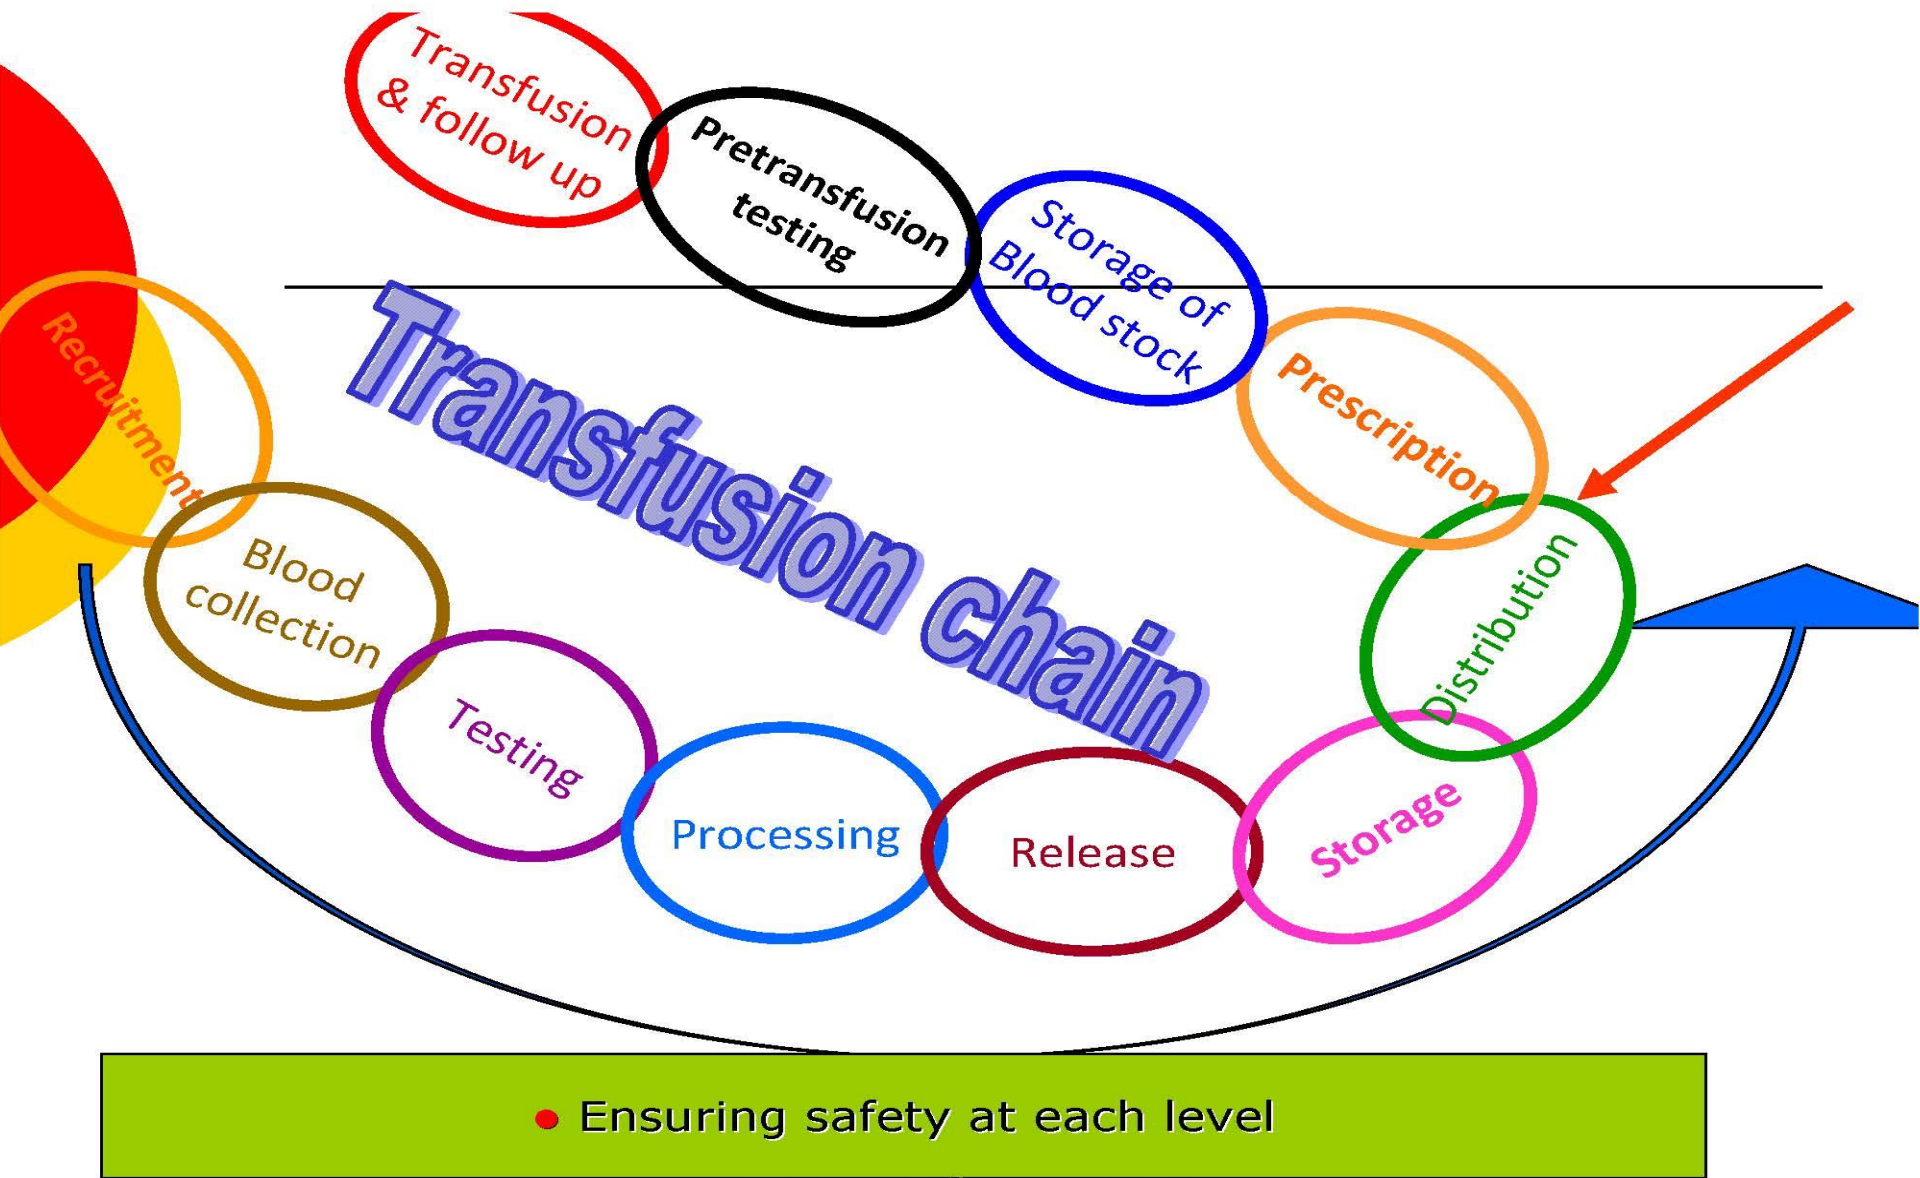 Transfusion
& follow up
Pretransfusion
testing
Storage of
Blood stock
Prescription
Distribution
Transfusion chain
Recruitment
Blood
collection
Testing
Processing
Release
Storage
• Ensuring safety at each level